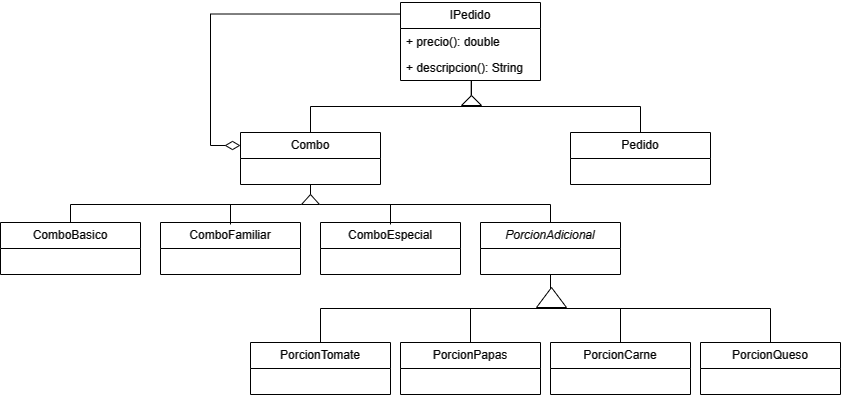 IPedido
+ precio(): double
+ descripcion(): String
Combo
Pedido
ComboBasico
ComboFamiliar
ComboEspecial
PorcionAdicional
PorcionTomate
PorcionPapas
PorcionCarne
PorcionQueso